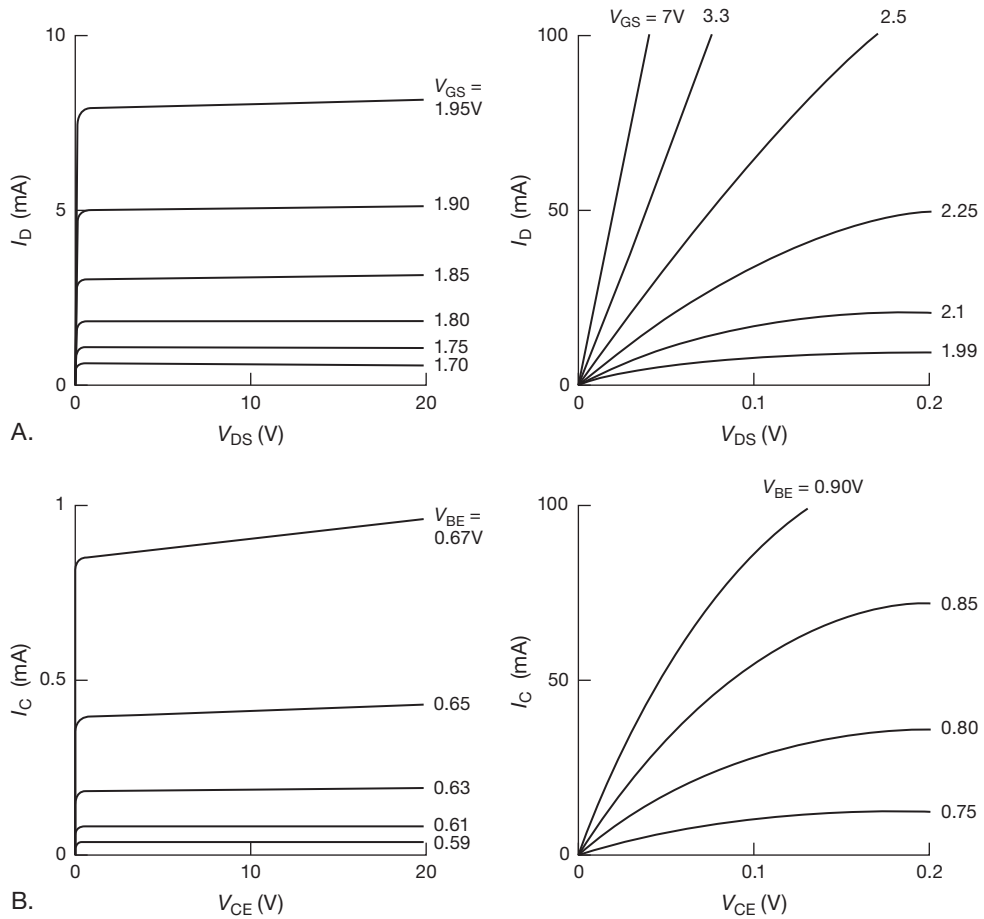 10
5
0
I_D (mA)
V_GS =
1.95V
1.90
1.85
1.80
1.75
1.70
0
10
20
V_DS (V)
A.
V_GS = 7V
3.3
2.5
100
50
0
I_D (mA)
2.25
2.1
1.99
0
0.1
0.2
V_DS (V)
1
0.5
0
I_C (mA)
V_BE =
0.67V
0.65
0.63
0.61
0.59
0
10
20
V_CE (V)
B.
V_BE = 0.90V
100
50
0
I_C (mA)
0.85
0.80
0.75
0
0.1
0.2
V_CE (V)